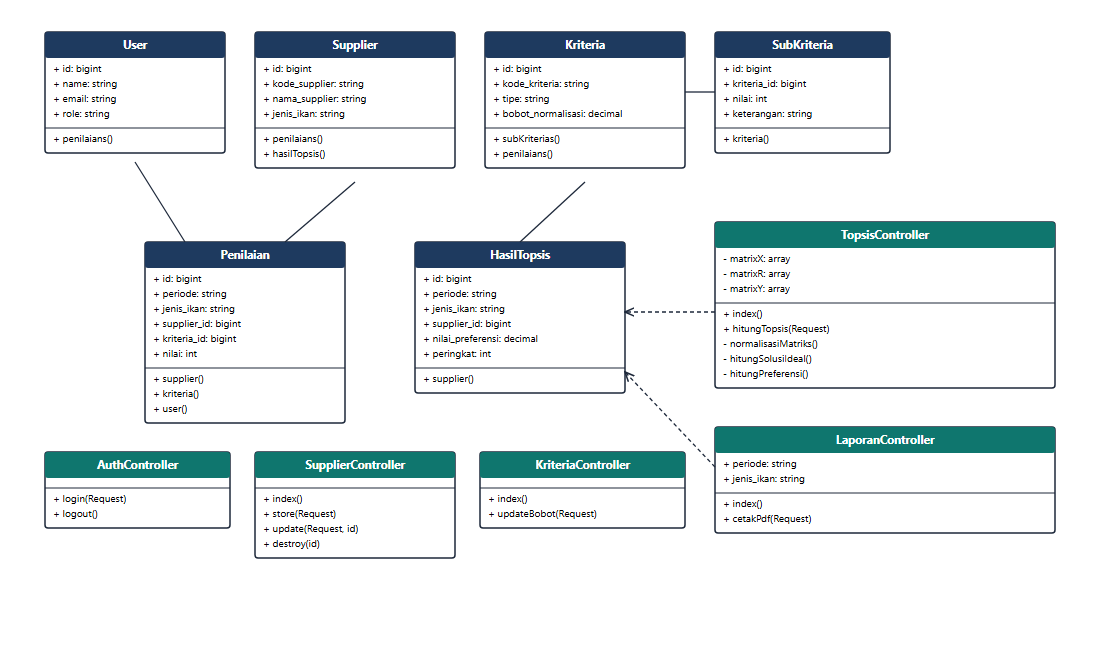 User
+ id: bigint
+ name: string
+ email: string
+ role: string
+ penilaians()
Supplier
+ id: bigint
+ kode_supplier: string
+ nama_supplier: string
+ jenis_ikan: string
+ penilaians()
+ hasilTopsis()
Kriteria
+ id: bigint
+ kode_kriteria: string
+ tipe: string
+ bobot_normalisasi: decimal
+ subKriterias()
+ penilaians()
SubKriteria
+ id: bigint
+ kriteria_id: bigint
+ nilai: int
+ keterangan: string
+ kriteria()
Penilaian
+ id: bigint
+ periode: string
+ jenis_ikan: string
+ supplier_id: bigint
+ kriteria_id: bigint
+ nilai: int
+ supplier()
+ kriteria()
+ user()
HasilTopsis
+ id: bigint
+ periode: string
+ jenis_ikan: string
+ supplier_id: bigint
+ nilai_preferensi: decimal
+ peringkat: int
+ supplier()
TopsisController
- matrixX: array
- matrixR: array
- matrixY: array
+ index()
+ hitungTopsis(Request)
- normalisasiMatriks()
- hitungSolusiIdeal()
- hitungPreferensi()
AuthController
+ login(Request)
+ logout()
SupplierController
+ index()
+ store(Request)
+ update(Request, id)
+ destroy(id)
KriteriaController
+ index()
+ updateBobot(Request)
LaporanController
+ periode: string
+ jenis_ikan: string
+ index()
+ cetakPdf(Request)